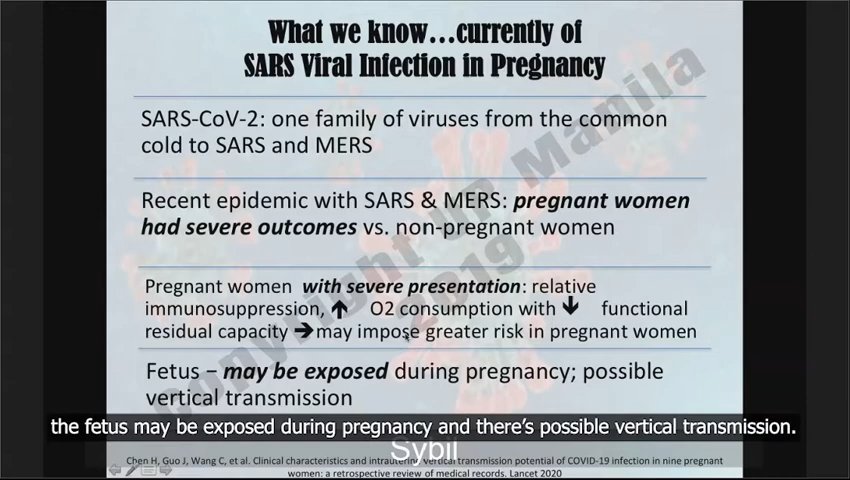 What we know...currently of
SARS Viral Infection in Pregnancy
SARS-CoV-2: one family of viruses from the common
cold to SARS and MERS
Recent epidemic with SARS & MERS: pregnant women
had severe outcomes vs. non-pregnant women
Pregnant women with severe presentation: relative
immunosuppression, ↑ O2 consumption with ↓ functional
residual capacity → may impose greater risk in pregnant women
Fetus – may be exposed during pregnancy; possible
vertical transmission
the fetus may be exposed during pregnancy and there's possible vertical transmission.
Sybil
Chen H, Guo J, Wang C, et al. Clinical characteristics and intrauterine vertical transmission potential of COVID-19 infection in nine pregnant
women: a retrospective review of medical records. Lancet 2020
Copyright UP Manila
2019